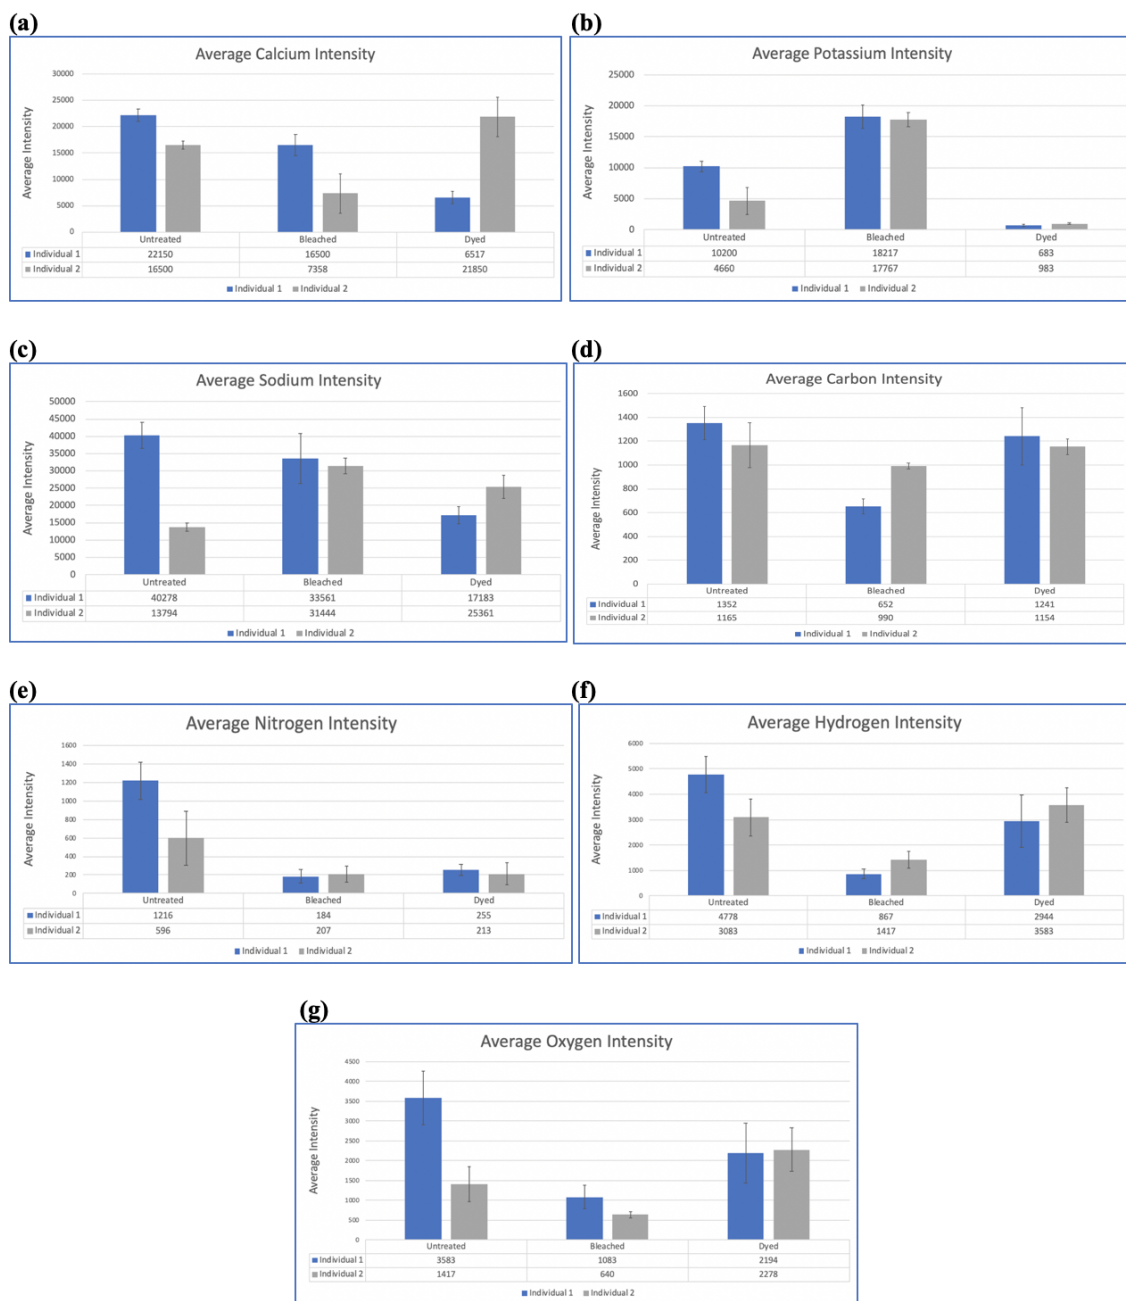 (a)
Average Calcium Intensity
Average Intensity
30000
25000
20000
15000
10000
5000
0
Untreated Bleached Dyed
Individual 1 22150 16500 6517
Individual 2 16500 7358 21850
Individual 1 Individual 2
(b)
Average Potassium Intensity
Average Intensity
25000
20000
15000
10000
5000
0
Untreated Bleached Dyed
Individual 1 10200 18217 683
Individual 2 4660 17767 983
Individual 1 Individual 2
(c)
Average Sodium Intensity
Average Intensity
50000
45000
40000
35000
30000
25000
20000
15000
10000
5000
0
Untreated Bleached Dyed
Individual 1 40278 33561 17183
Individual 2 13794 31444 25361
Individual 1 Individual 2
(d)
Average Carbon Intensity
Average Intensity
1600
1400
1200
1000
800
600
400
200
0
Untreated Bleached Dyed
Individual 1 1352 652 1241
Individual 2 1165 990 1154
Individual 1 Individual 2
(e)
Average Nitrogen Intensity
Average Intensity
1600
1400
1200
1000
800
600
400
200
0
Untreated Bleached Dyed
Individual 1 1216 184 255
Individual 2 596 207 213
Individual 1 Individual 2
(f)
Average Hydrogen Intensity
Average Intensity
6000
5000
4000
3000
2000
1000
0
Untreated Bleached Dyed
Individual 1 4778 867 2944
Individual 2 3083 1417 3583
Individual 1 Individual 2
(g)
Average Oxygen Intensity
Average Intensity
4500
4000
3500
3000
2500
2000
1500
1000
500
0
Untreated Bleached Dyed
Individual 1 3583 1083 2194
Individual 2 1417 640 2278
Individual 1 Individual 2